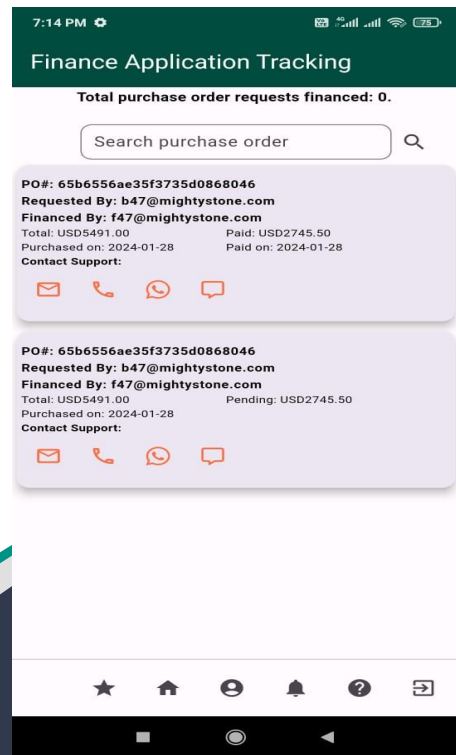 7:14 PM
4G
75
Finance Application Tracking
Total purchase order requests financed: 0.
Search purchase order
PO#: 65b6556ae35f3735d0868046
Requested By: b47@mightystone.com
Financed By: f47@mightystone.com
Total: USD5491.00 Paid: USD2745.50
Purchased on: 2024-01-28 Paid on: 2024-01-28
Contact Support:
PO#: 65b6556ae35f3735d0868046
Requested By: b47@mightystone.com
Financed By: f47@mightystone.com
Total: USD5491.00 Pending: USD2745.50
Purchased on: 2024-01-28
Contact Support: